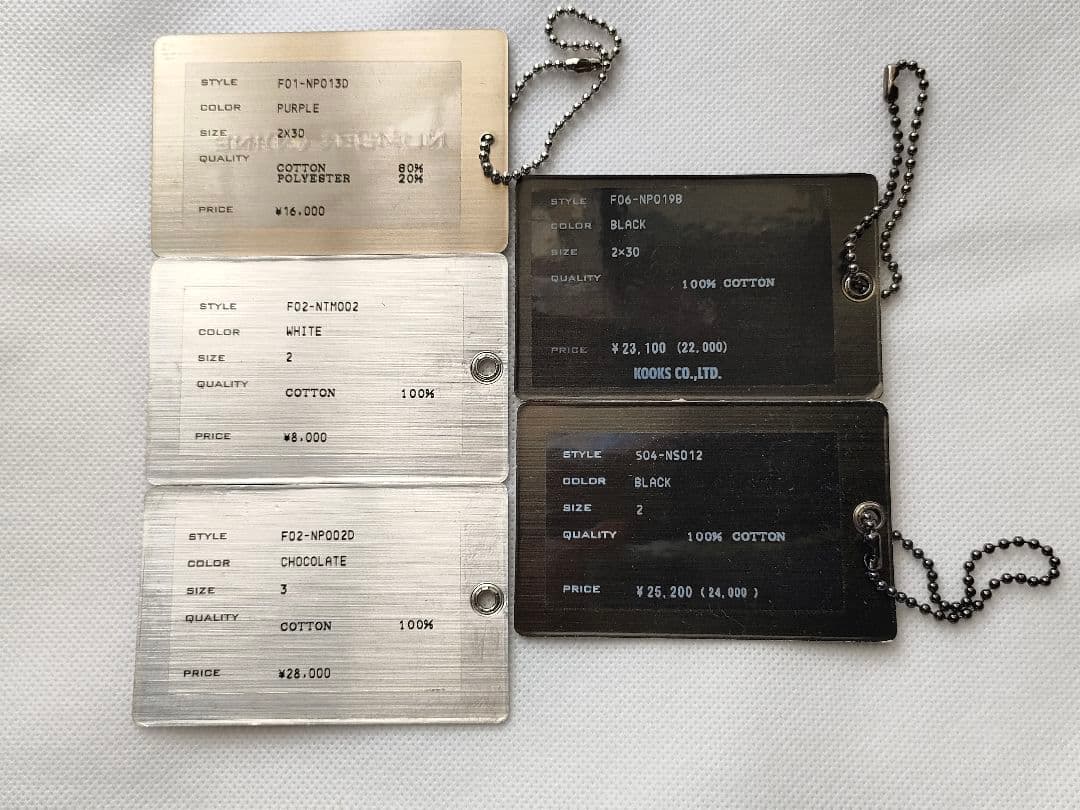 STYLE F01-NP013D
COLOR PURPLE
SIZE 2X30
QUALITY
COTTON 80%
POLYESTER 20%
PRICE ¥16,000
STYLE F02-NTM002
COLOR WHITE
SIZE 2
QUALITY
COTTON 100%
PRICE ¥8,000
STYLE F02-NP002D
COLOR CHOCOLATE
SIZE 3
QUALITY
COTTON 100%
PRICE ¥28,000
STYLE F06-NP019B
COLOR BLACK
SIZE 2×30
QUALITY
100% COTTON
PRICE ¥23,100 (22,000)
KOOKS CO.,LTD.
STYLE S04-NS012
COLOR BLACK
SIZE 2
QUALITY 100% COTTON
PRICE ¥25,200 (24,000)